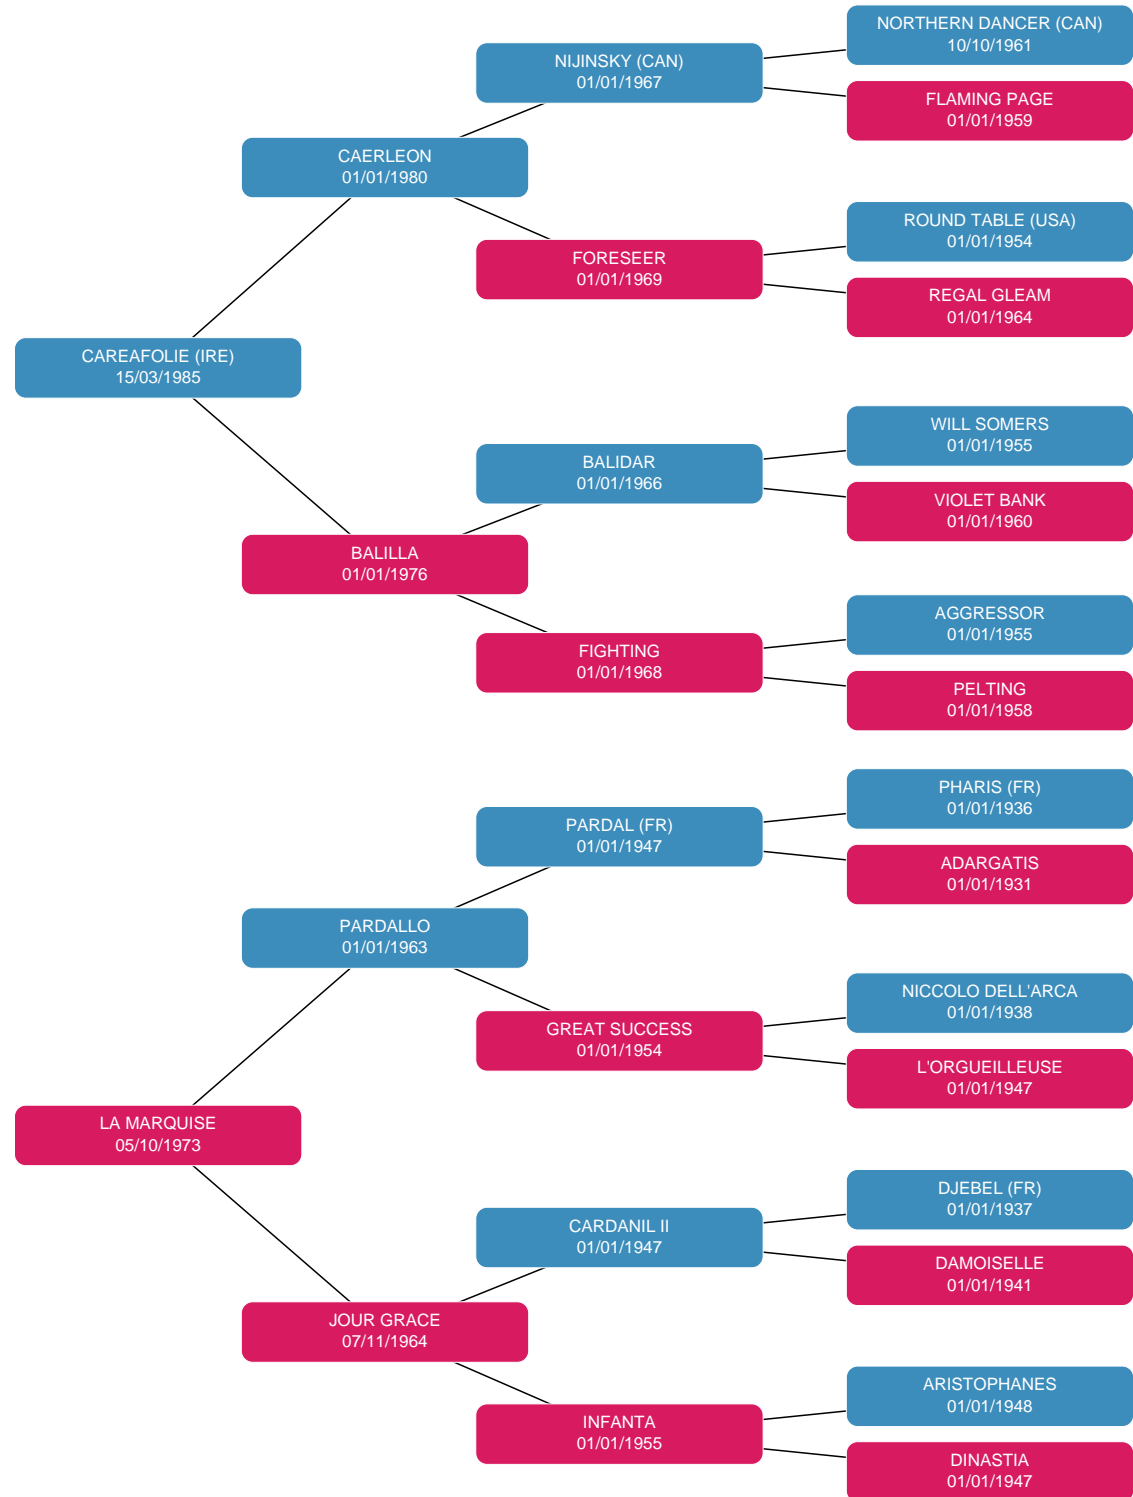 NORTHERN DANCER (CAN)
10/10/1961
NIJINSKY (CAN)
01/01/1967
FLAMING PAGE
01/01/1959
CAERLEON
01/01/1980
ROUND TABLE (USA)
01/01/1954
FORESEER
01/01/1969
REGAL GLEAM
01/01/1964
CAREAFOLIE (IRE)
15/03/1985
WILL SOMERS
01/01/1955
BALIDAR
01/01/1966
VIOLET BANK
01/01/1960
BALILLA
01/01/1976
AGGRESSOR
01/01/1955
FIGHTING
01/01/1968
PELTING
01/01/1958
PHARIS (FR)
01/01/1936
PARDAL (FR)
01/01/1947
ADARGATIS
01/01/1931
PARDALLO
01/01/1963
NICCOLO DELL'ARCA
01/01/1938
GREAT SUCCESS
01/01/1954
L'ORGUEILLEUSE
01/01/1947
LA MARQUISE
05/10/1973
DJEBEL (FR)
01/01/1937
CARDANIL II
01/01/1947
DAMOISELLE
01/01/1941
JOUR GRACE
07/11/1964
ARISTOPHANES
01/01/1948
INFANTA
01/01/1955
DINASTIA
01/01/1947